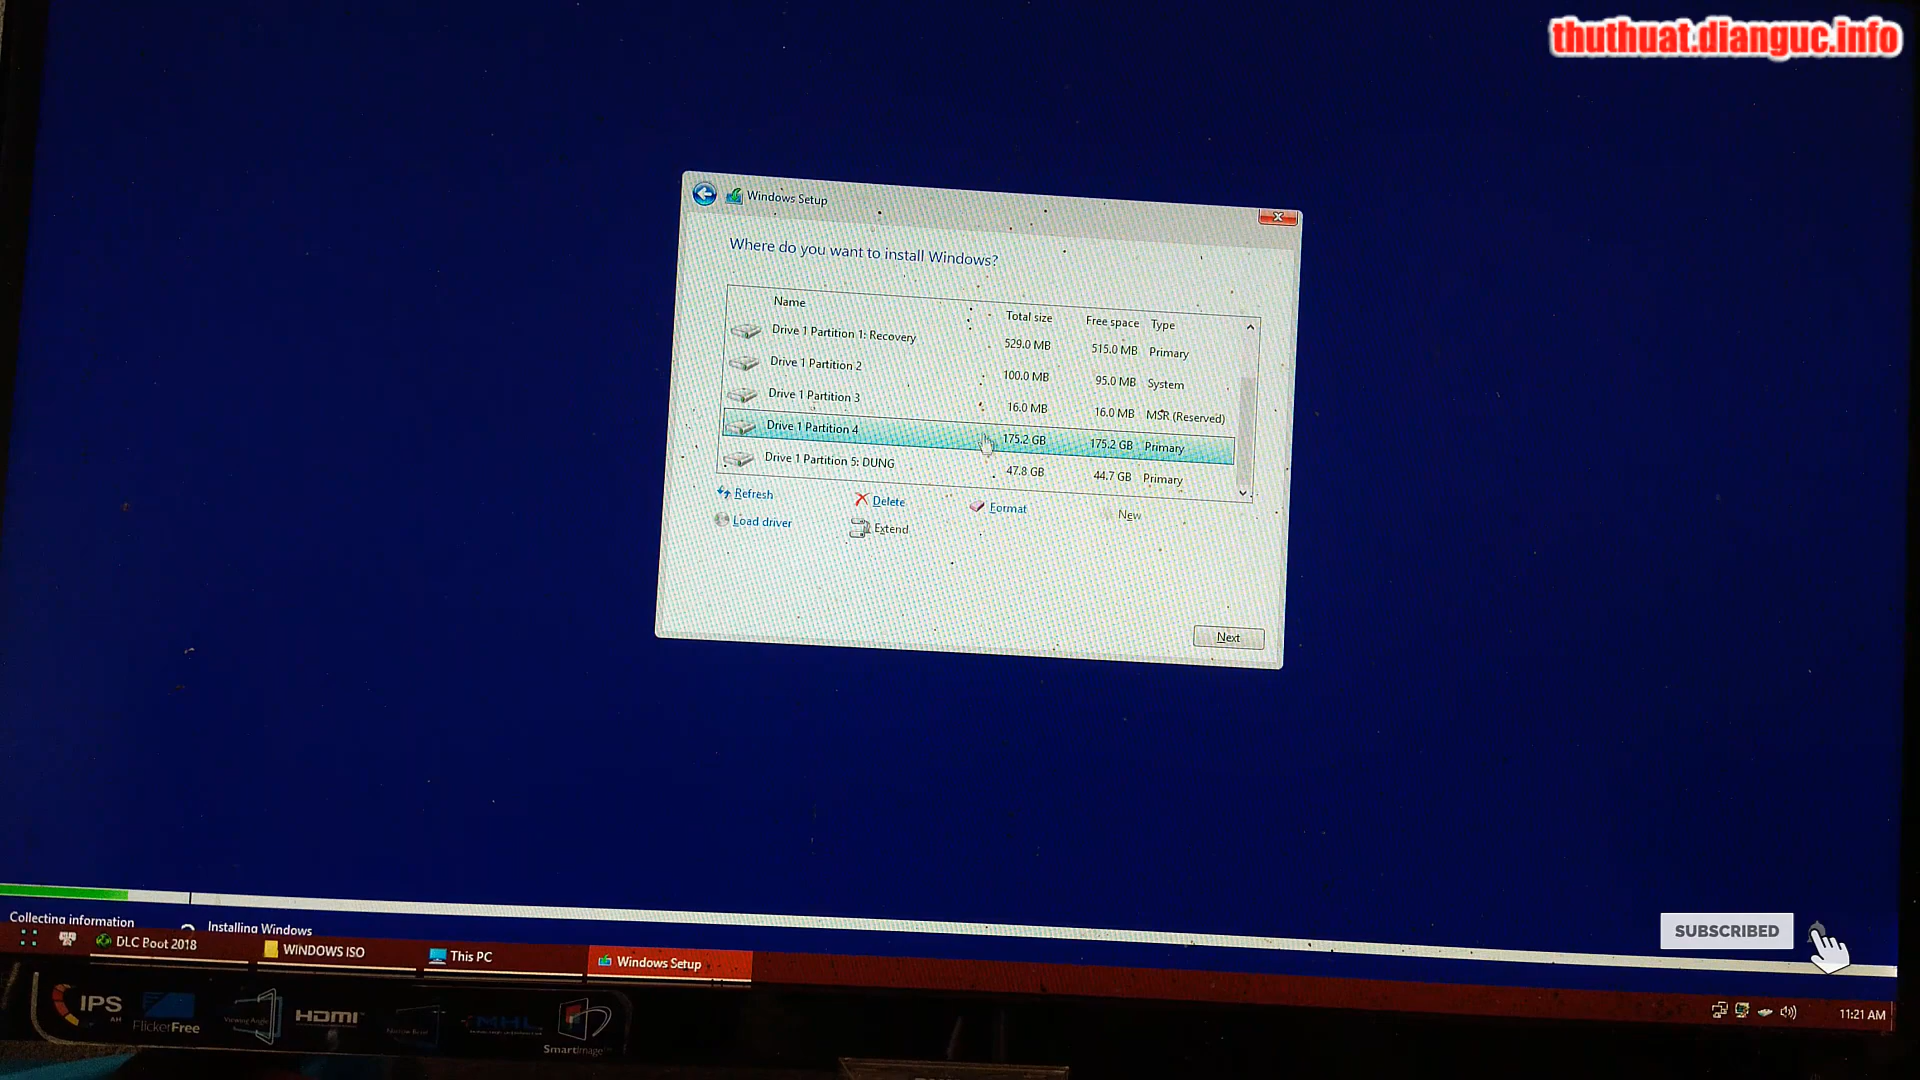 thuthuat.dianguc.info
Windows Setup
Where do you want to install Windows?
Name Total size Free space Type
Drive 1 Partition 1: Recovery 529.0 MB 515.0 MB Primary
Drive 1 Partition 2 100.0 MB 95.0 MB System
Drive 1 Partition 3 16.0 MB 16.0 MB MSR (Reserved)
Drive 1 Partition 4 175.2 GB 175.2 GB Primary
Drive 1 Partition 5: DUNG 47.8 GB 44.7 GB Primary
Refresh Delete Format New
Load driver Extend
Next
Collecting information Installing Windows
SUBSCRIBED
DLC Boot 2018 WINDOWS ISO This PC Windows Setup
11:21 AM
IPS
FlickerFree
Viewing Angle
HDMI
MHL
SmartImage